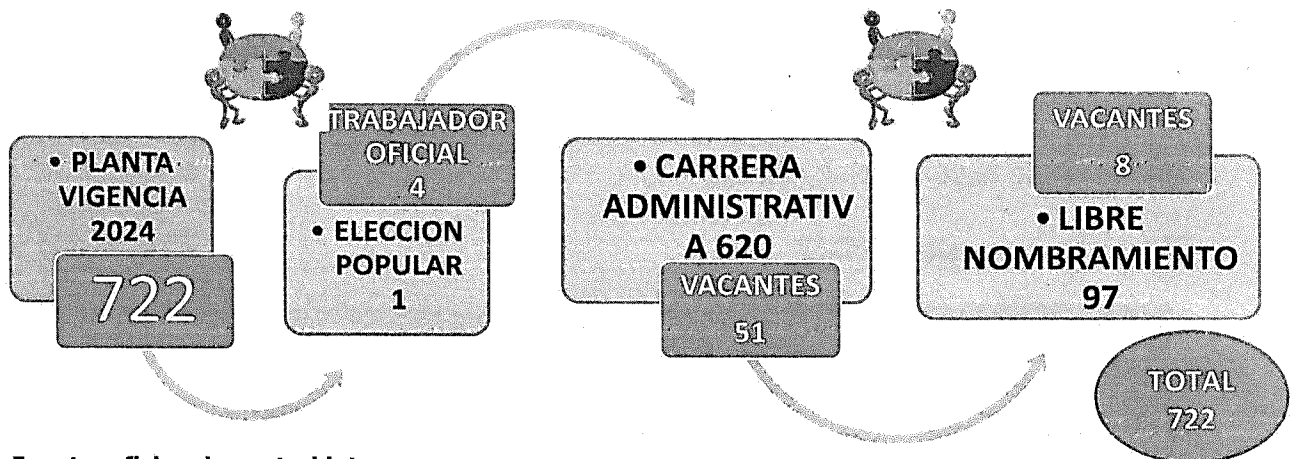 • PLANTA
VIGENCIA
2024
722
TRABAJADOR
OFICIAL
4
• ELECCION
POPULAR
1
• CARRERA
ADMINISTRATIV
A 620
VACANTES
51
VACANTES
8
• LIBRE
NOMBRAMIENTO
97
TOTAL
722